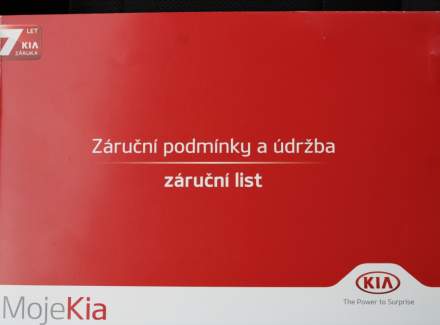 7 LET
KIA
ZÁRUKA
Záruční podmínky a údržba
záruční list
KIA
The Power to Surprise
MojeKia